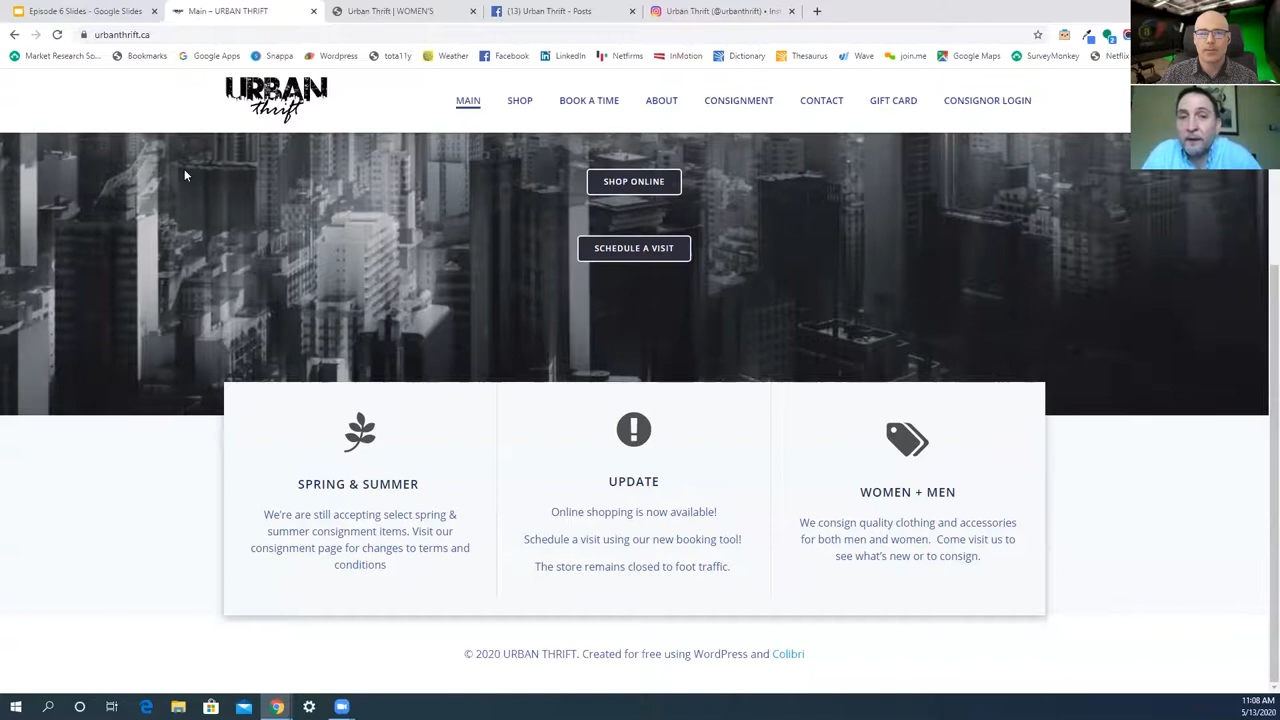 Episode 6 Slides - Google Slides
Main – URBAN THRIFT
Urban Thrift | WOMEN'S
(13) Urban Thrift - Posts
Urban Thrift (@urbanthrift) • Ins
urbanthrift.ca
Market Research So...
Bookmarks
Google Apps
Snappa
Wordpress
Weather
Facebook
LinkedIn
Netfirms
InMotion
Dictionary
Thesaurus
Wave
join.me
Google Maps
SurveyMonkey
Netflix
URBAN
thrift
MAIN
SHOP
BOOK A TIME
ABOUT
CONSIGNMENT
CONTACT
GIFT CARD
CONSIGNOR LOGIN
SHOP ONLINE
SCHEDULE A VISIT
SPRING & SUMMER
We're are still accepting select spring &
summer consignment items. Visit our
consignment page for changes to terms and
conditions
UPDATE
Online shopping is now available!
Schedule a visit using our new booking tool!
The store remains closed to foot traffic.
WOMEN + MEN
We consign quality clothing and accessories
for both men and women. Come visit us to
see what's new or to consign.
© 2020 URBAN THRIFT. Created for free using WordPress and Colibri
11:08 AM
5/13/2020